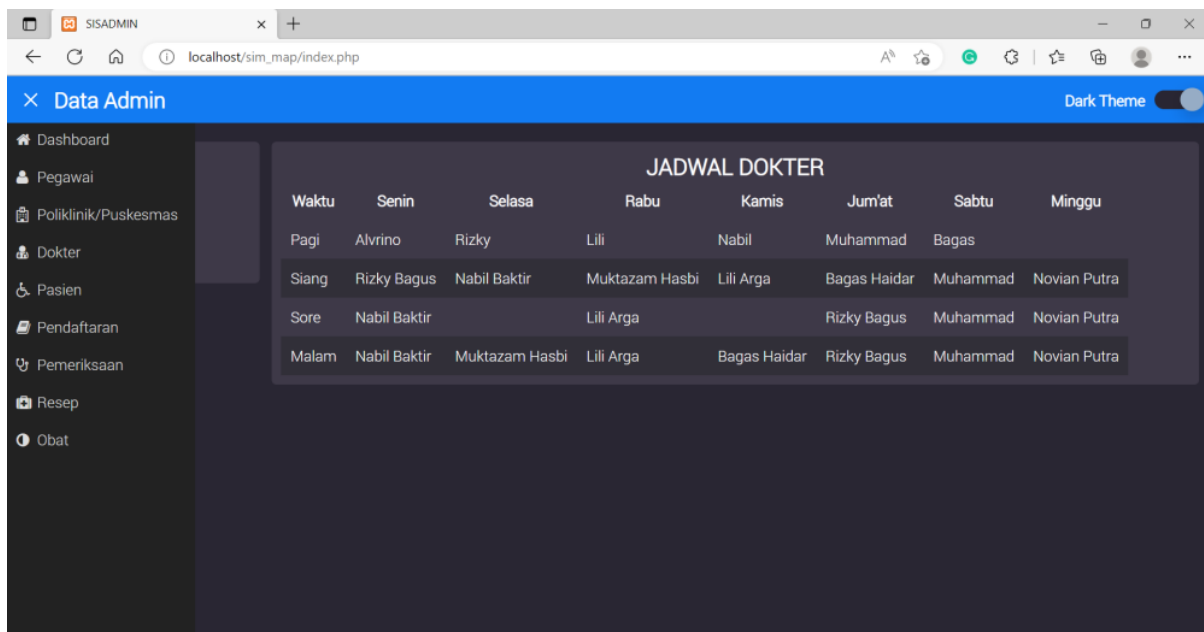 SISADMIN
localhost/sim_map/index.php
Data Admin
Dark Theme
Dashboard
Pegawai
Poliklinik/Puskesmas
Dokter
Pasien
Pendaftaran
Pemeriksaan
Resep
Obat
JADWAL DOKTER
Waktu Senin Selasa Rabu Kamis Jum'at Sabtu Minggu
Pagi Alvrino Rizky Lili Nabil Muhammad Bagas
Siang Rizky Bagus Nabil Baktir Muktazam Hasbi Lili Arga Bagas Haidar Muhammad Novian Putra
Sore Nabil Baktir Lili Arga Rizky Bagus Muhammad Novian Putra
Malam Nabil Baktir Muktazam Hasbi Lili Arga Bagas Haidar Rizky Bagus Muhammad Novian Putra